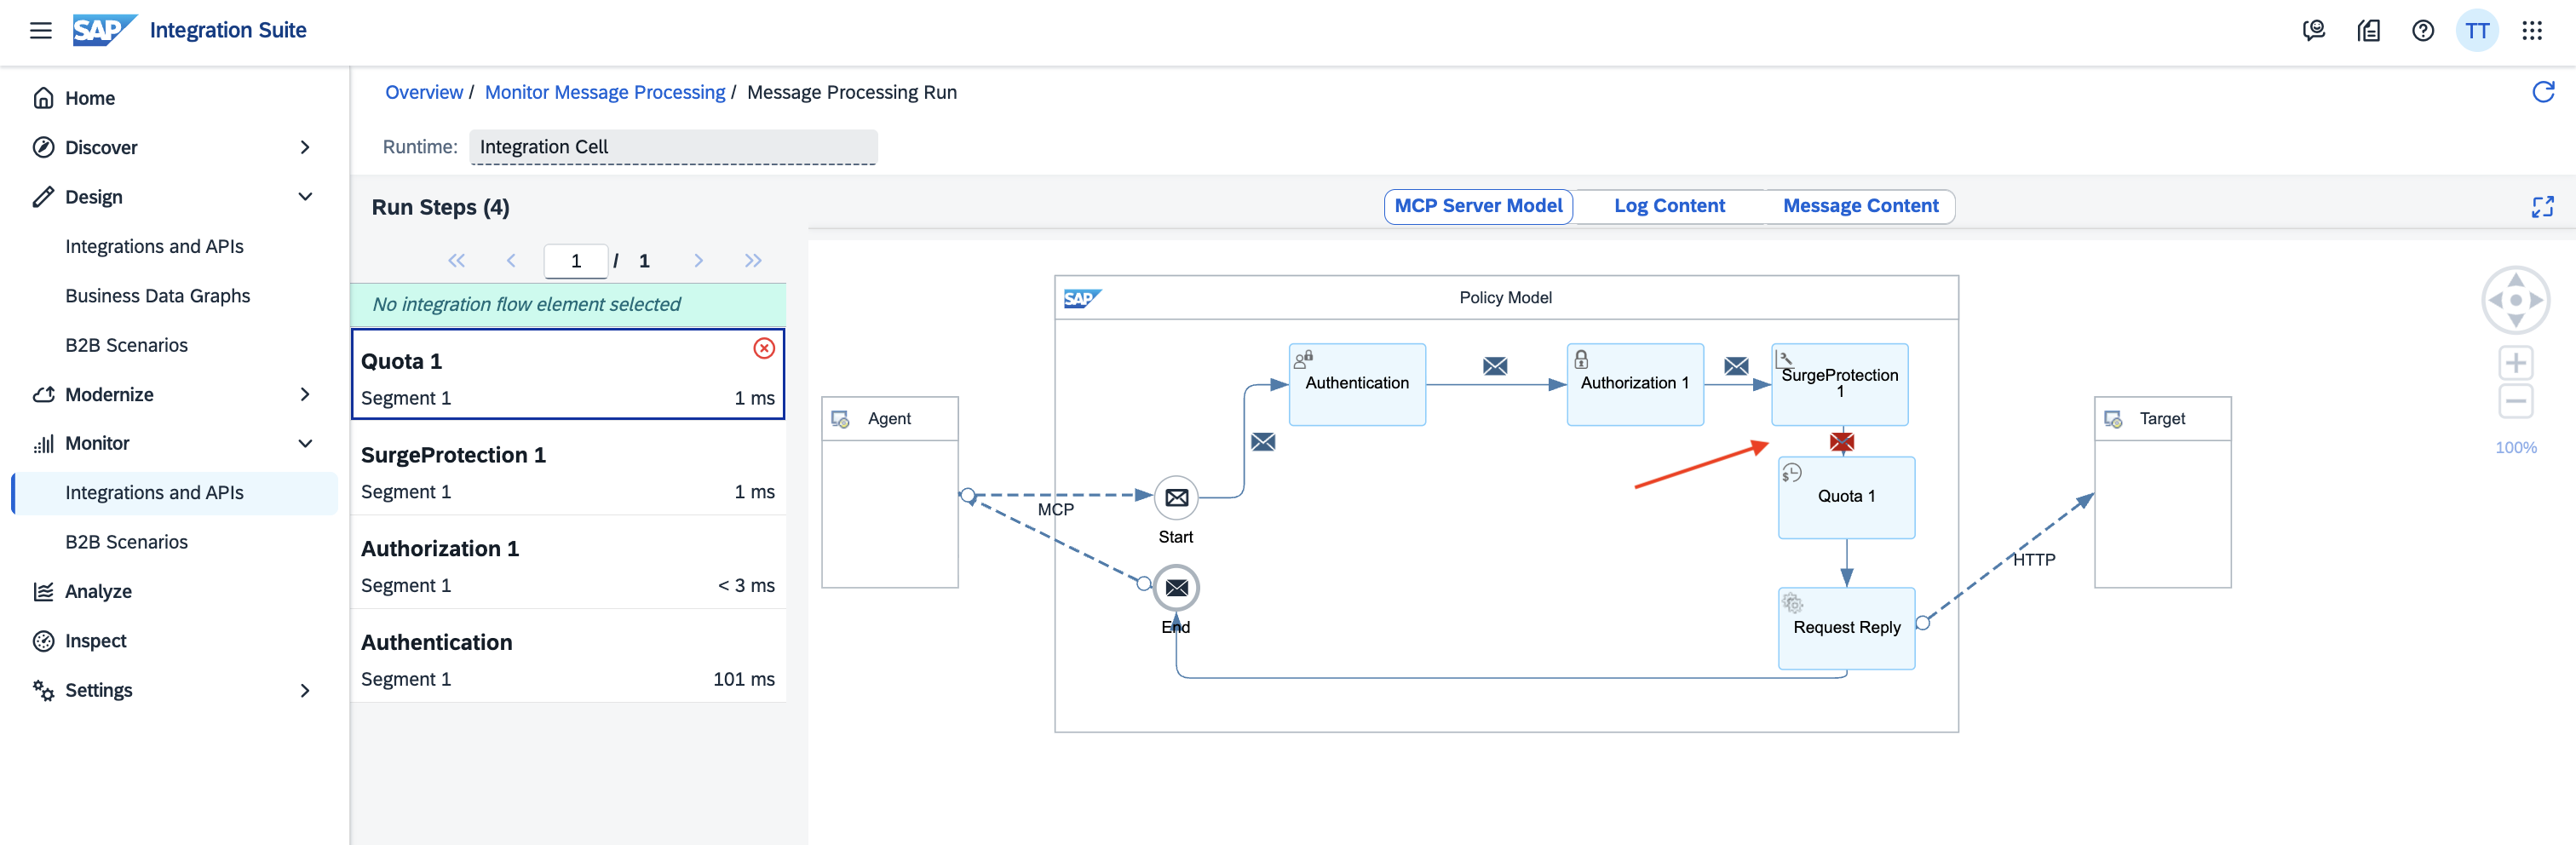 SAP Integration Suite
TT
Home
Discover
Design
Integrations and APIs
Business Data Graphs
B2B Scenarios
Modernize
Monitor
Integrations and APIs
B2B Scenarios
Analyze
Inspect
Settings
Overview / Monitor Message Processing / Message Processing Run
Runtime: Integration Cell
Run Steps (4)
1 / 1
No integration flow element selected
Quota 1
Segment 1 1 ms
SurgeProtection 1
Segment 1 1 ms
Authorization 1
Segment 1 < 3 ms
Authentication
Segment 1 101 ms
MCP Server Model Log Content Message Content
SAP Policy Model
Authentication
Authorization 1
SurgeProtection
1
Agent
MCP
Start
End
$
Quota 1
Request Reply
HTTP
Target
100%